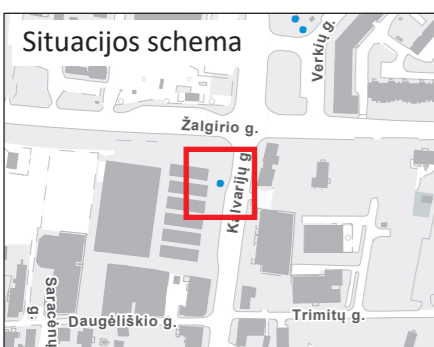 Situacijos schema
Verkių g.
Žalgirio g.
Kalvarijų g.
Saracėnų g.
Daugėliškio g.
Trimitų g.